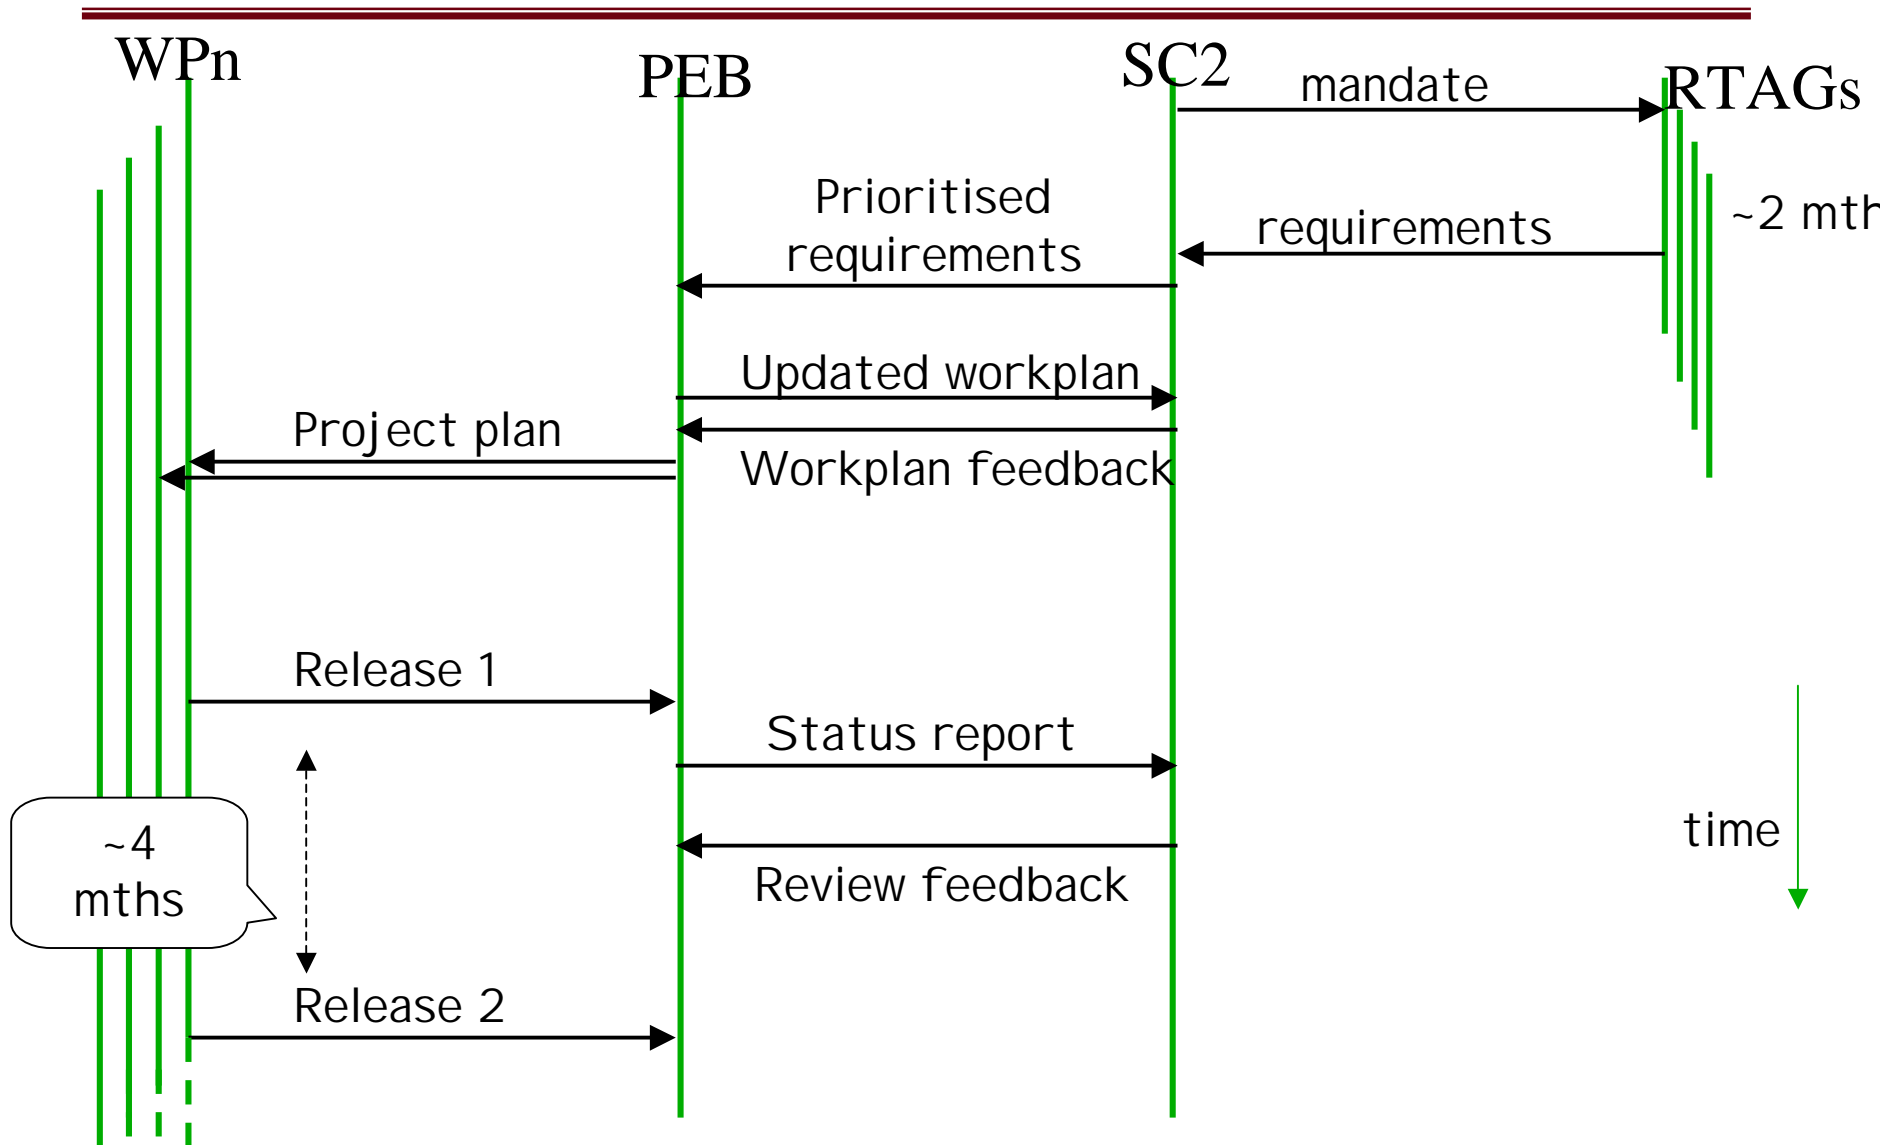 WPn
PEB
SC2
RTAGs
mandate
Prioritised
requirements
requirements
~2 mth
Updated workplan
Project plan
Workplan feedback
Release 1
Status report
~4
mths
time
Review feedback
Release 2